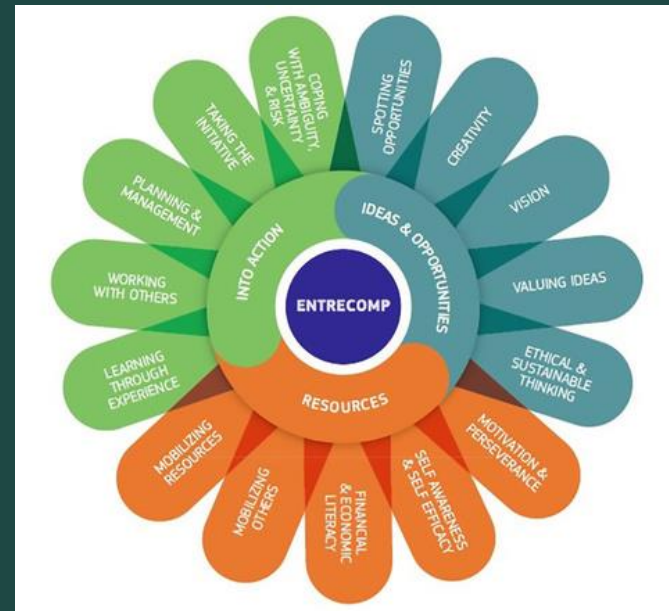 ENTRECOMP
IDEAS & OPPORTUNITIES
SPOTTING
OPPORTUNITIES
CREATIVITY
VISION
VALUING IDEAS
ETHICAL &
SUSTAINABLE
THINKING
RESOURCES
MOTIVATION &
PERSEVERANCE
SELF AWARENESS
& SELF EFFICACY
FINANCIAL
& ECONOMIC
LITERACY
MOBILIZING
OTHERS
MOBILIZING
RESOURCES
INTO ACTION
LEARNING
THROUGH
EXPERIENCE
WORKING
WITH OTHERS
PLANNING &
MANAGEMENT
TAKING THE
INITIATIVE
COPING
WITH AMBIGUITY,
UNCERTAINTY
& RISK